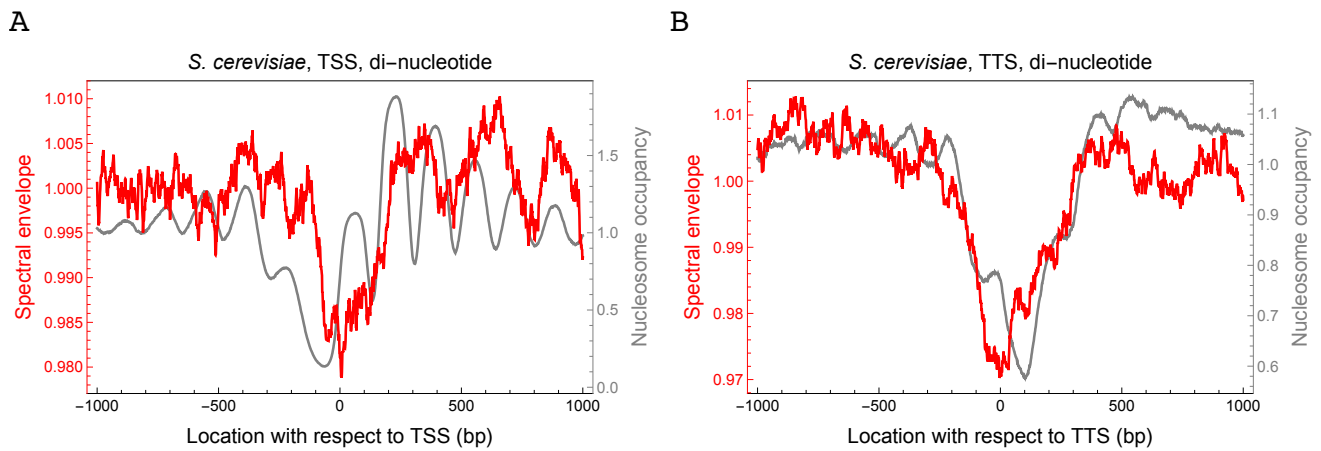 A
S. cerevisiae, TSS, di-nucleotide
Spectral envelope
1.010
1.005
1.000
0.995
0.990
0.985
0.980
1.5
1.0
0.5
0.0
Nucleosome occupancy
-1000 -500 0 500 1000
Location with respect to TSS (bp)
B
S. cerevisiae, TTS, di-nucleotide
Spectral envelope
1.01
1.00
0.99
0.98
0.97
1.1
1.0
0.9
0.8
0.7
0.6
Nucleosome occupancy
-1000 -500 0 500 1000
Location with respect to TTS (bp)